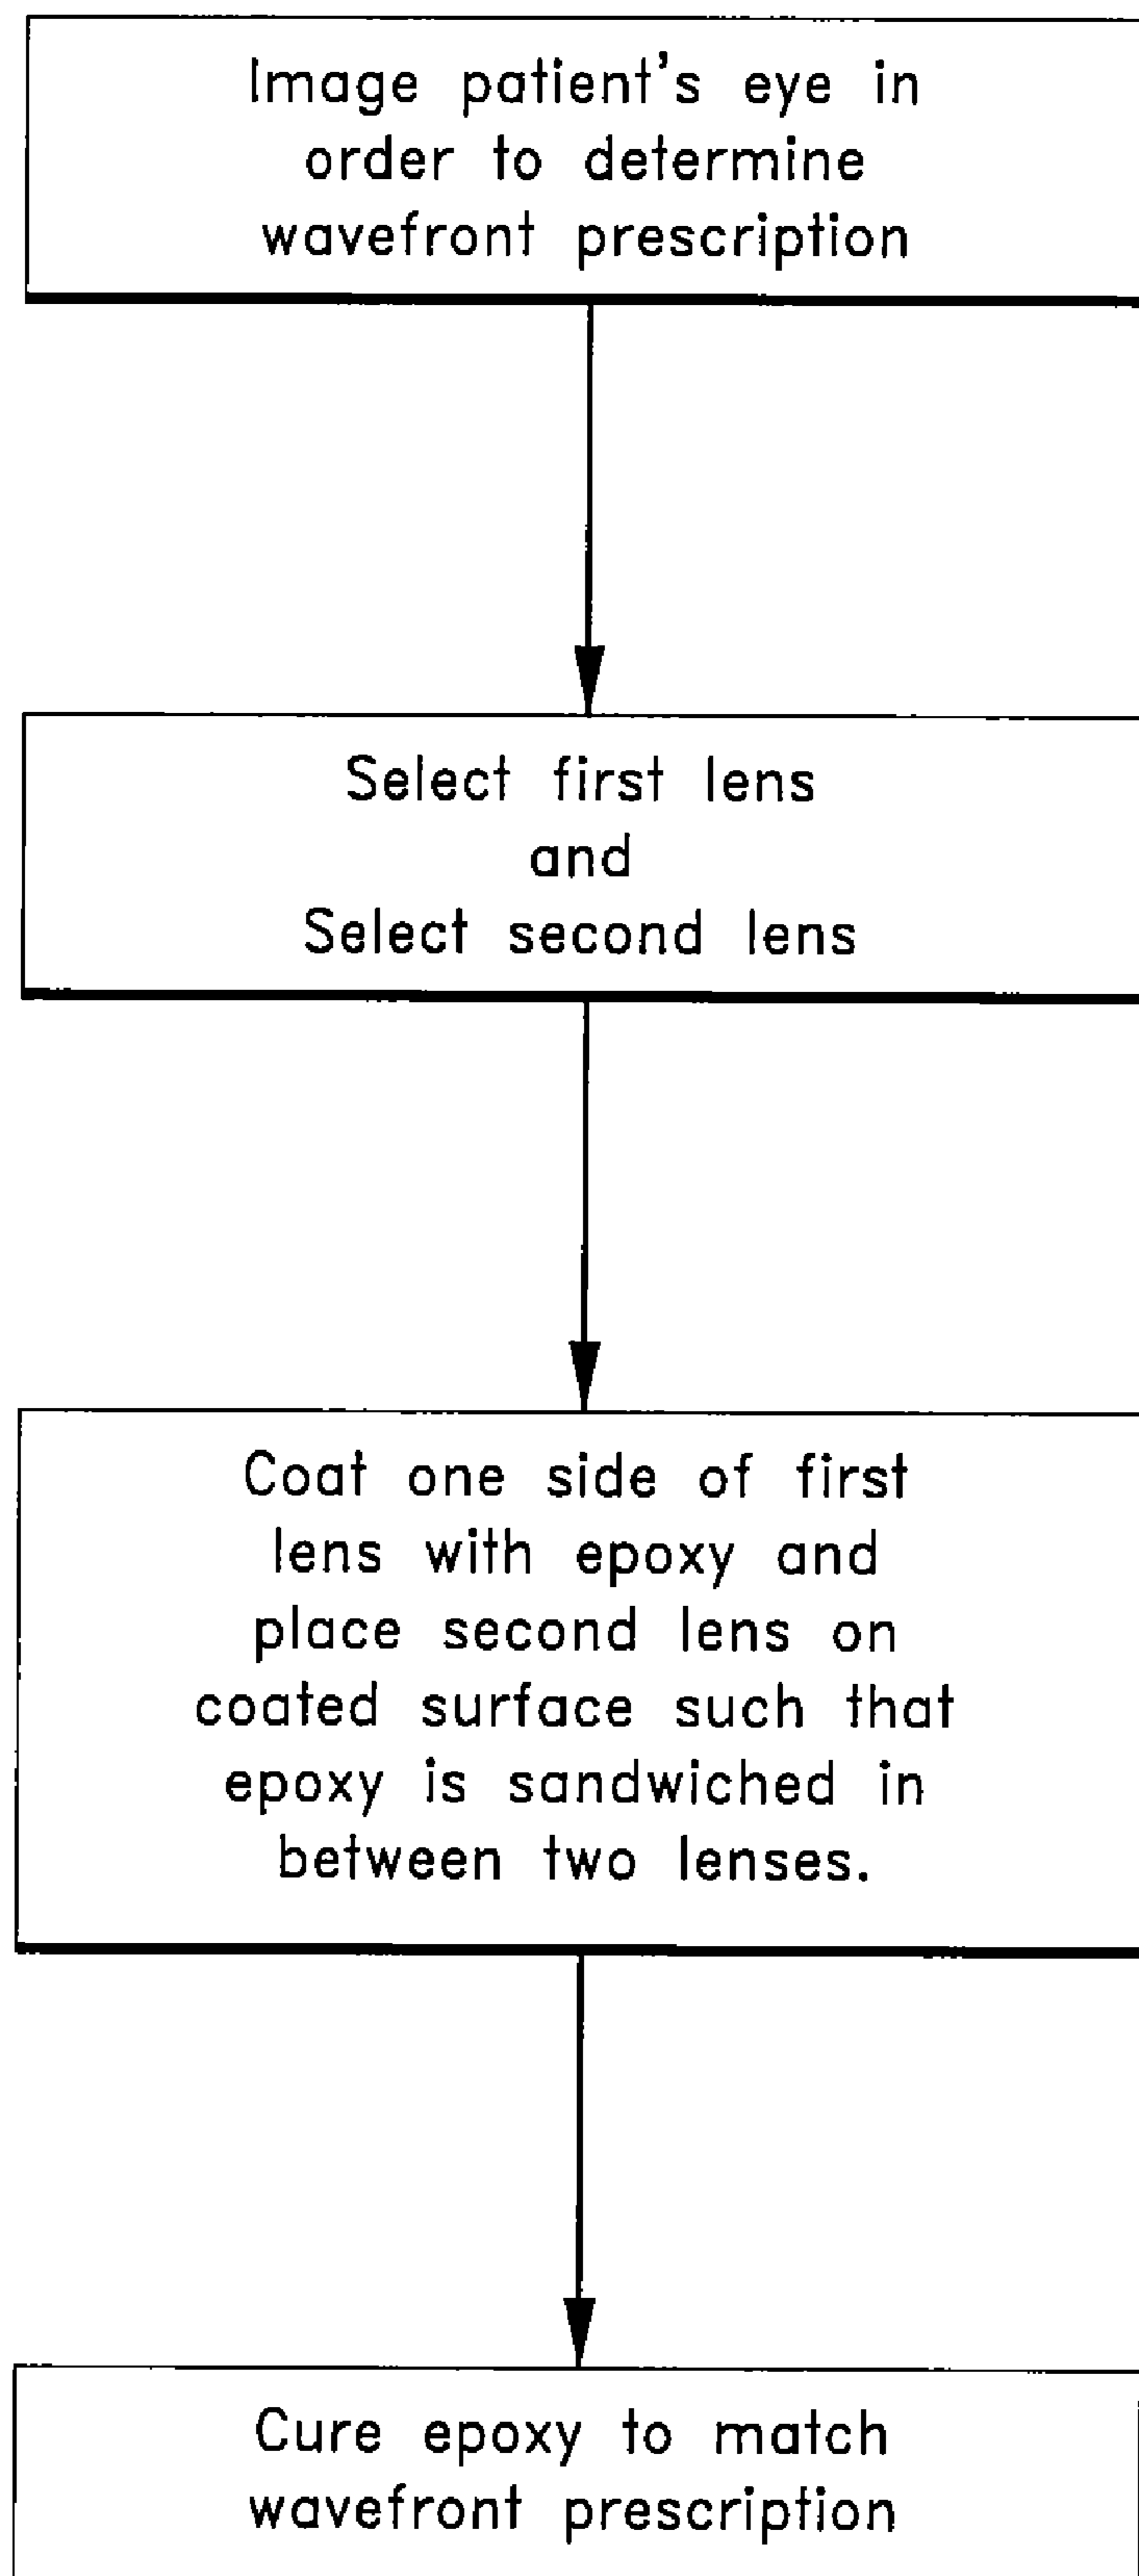 Image patient's eye in
order to determine
wavefront prescription
Select first lens
and
Select second lens
Coat one side of first
lens with epoxy and
place second lens on
coated surface such that
epoxy is sandwiched in
between two lenses.
Cure epoxy to match
wavefront prescription